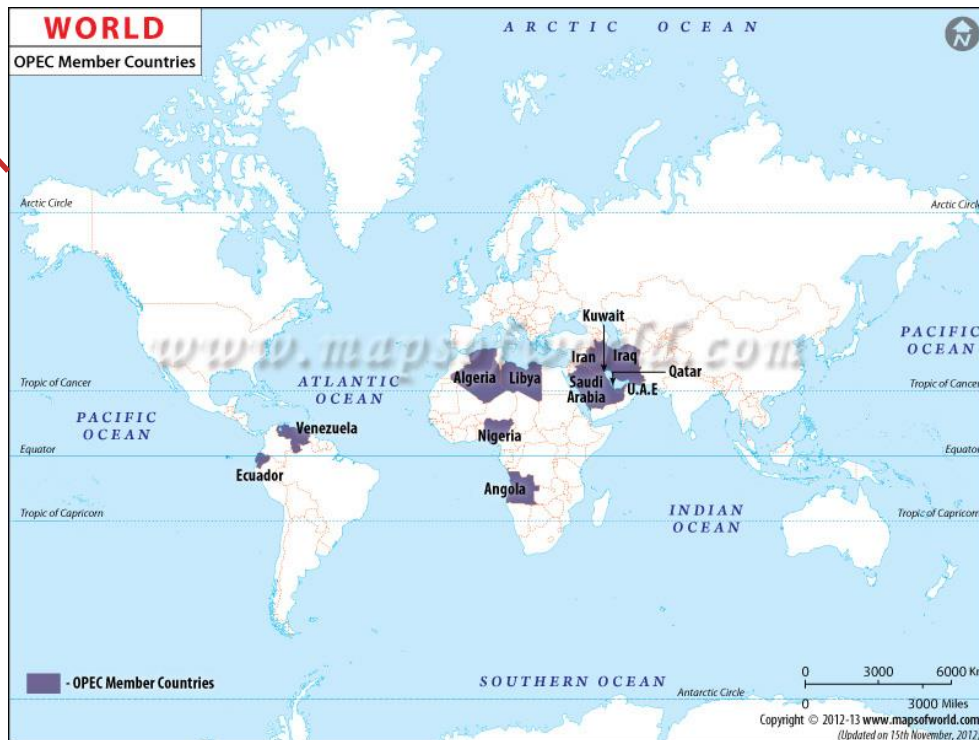 WORLD
OPEC Member Countries
ARCTIC OCEAN
N
Arctic Circle
Arctic Circle
www.mapsofworld.com
Kuwait
Iran
Iraq
Qatar
PACIFIC
OCEAN
Algeria
Libya
Saudi
Arabia
U.A.E
Tropic of Cancer
Tropic of Cancer
ATLANTIC
OCEAN
PACIFIC
OCEAN
Venezuela
Nigeria
Equator
Equator
Ecuador
Angola
INDIAN
OCEAN
Tropic of Capricorn
Tropic of Capricorn
- OPEC Member Countries
SOUTHERN OCEAN
Antarctic Circle
0 3000 6000 K
0 3000 Miles
Copyright © 2012-13 www.mapsofworld.com
(Updated on 15th November, 2012